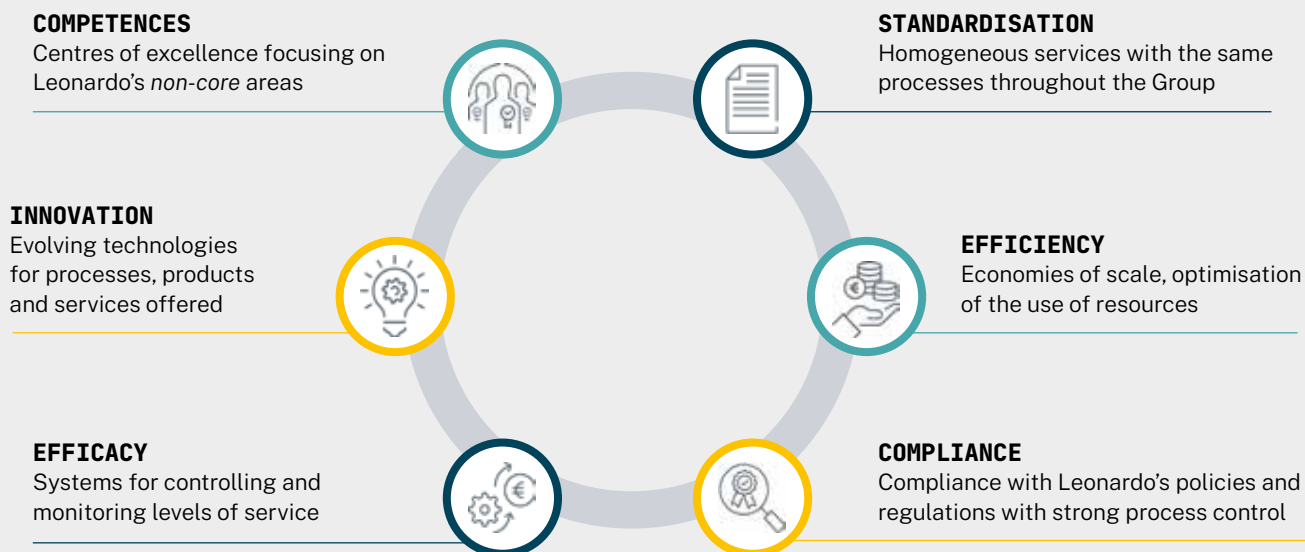 COMPETENCES
Centres of excellence focusing on
Leonardo's non-core areas
STANDARDISATION
Homogeneous services with the same
processes throughout the Group
INNOVATION
Evolving technologies
for processes, products
and services offered
EFFICIENCY
Economies of scale, optimisation
of the use of resources
EFFICACY
Systems for controlling and
monitoring levels of service
COMPLIANCE
Compliance with Leonardo's policies and
regulations with strong process control